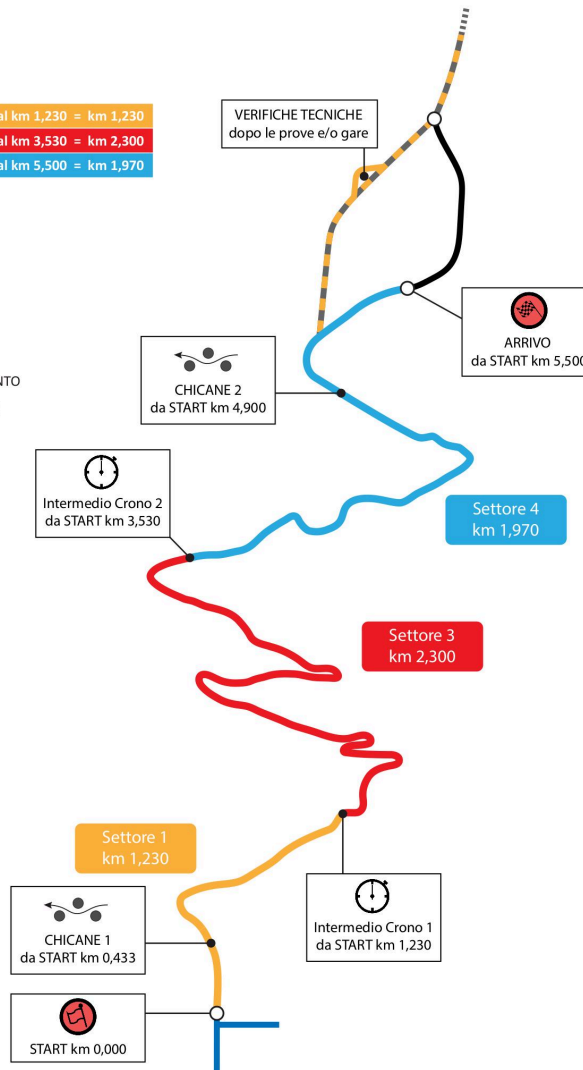 al km 1,230 = km 1,230
al km 3,530 = km 2,300
al km 5,500 = km 1,970
VERIFICHE TECNICHE
dopo le prove e/o gare
ARRIVO
da START km 5,500
NTO
CHICANE 2
da START km 4,900
Intermedio Crono 2
da START km 3,530
Settore 4
km 1,970
Settore 3
km 2,300
Settore 1
km 1,230
Intermedio Crono 1
da START km 1,230
CHICANE 1
da START km 0,433
START km 0,000